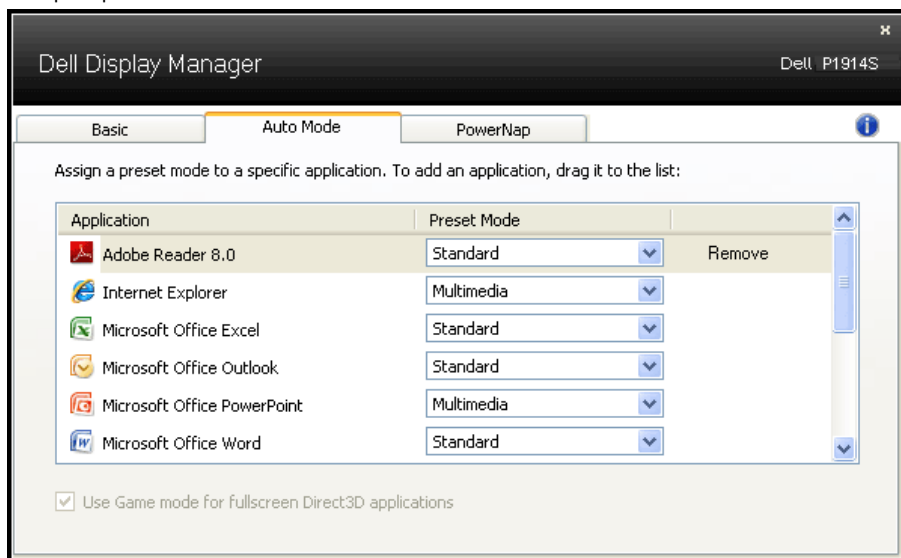 x
Dell Display Manager
Dell P1914S
Basic Auto Mode PowerNap
Assign a preset mode to a specific application. To add an application, drag it to the list:
Application Preset Mode
Adobe Reader 8.0 Standard Remove
Internet Explorer Multimedia
Microsoft Office Excel Standard
Microsoft Office Outlook Standard
Microsoft Office PowerPoint Multimedia
Microsoft Office Word Standard
Use Game mode for fullscreen Direct3D applications